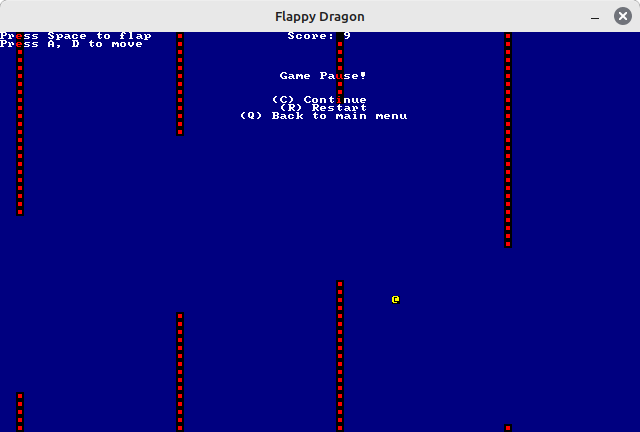 Flappy Dragon
Press Space to flap
Score: 9
Press A, D to move
Game Pause!
(C) Continue
(R) Restart
(Q) Back to main menu